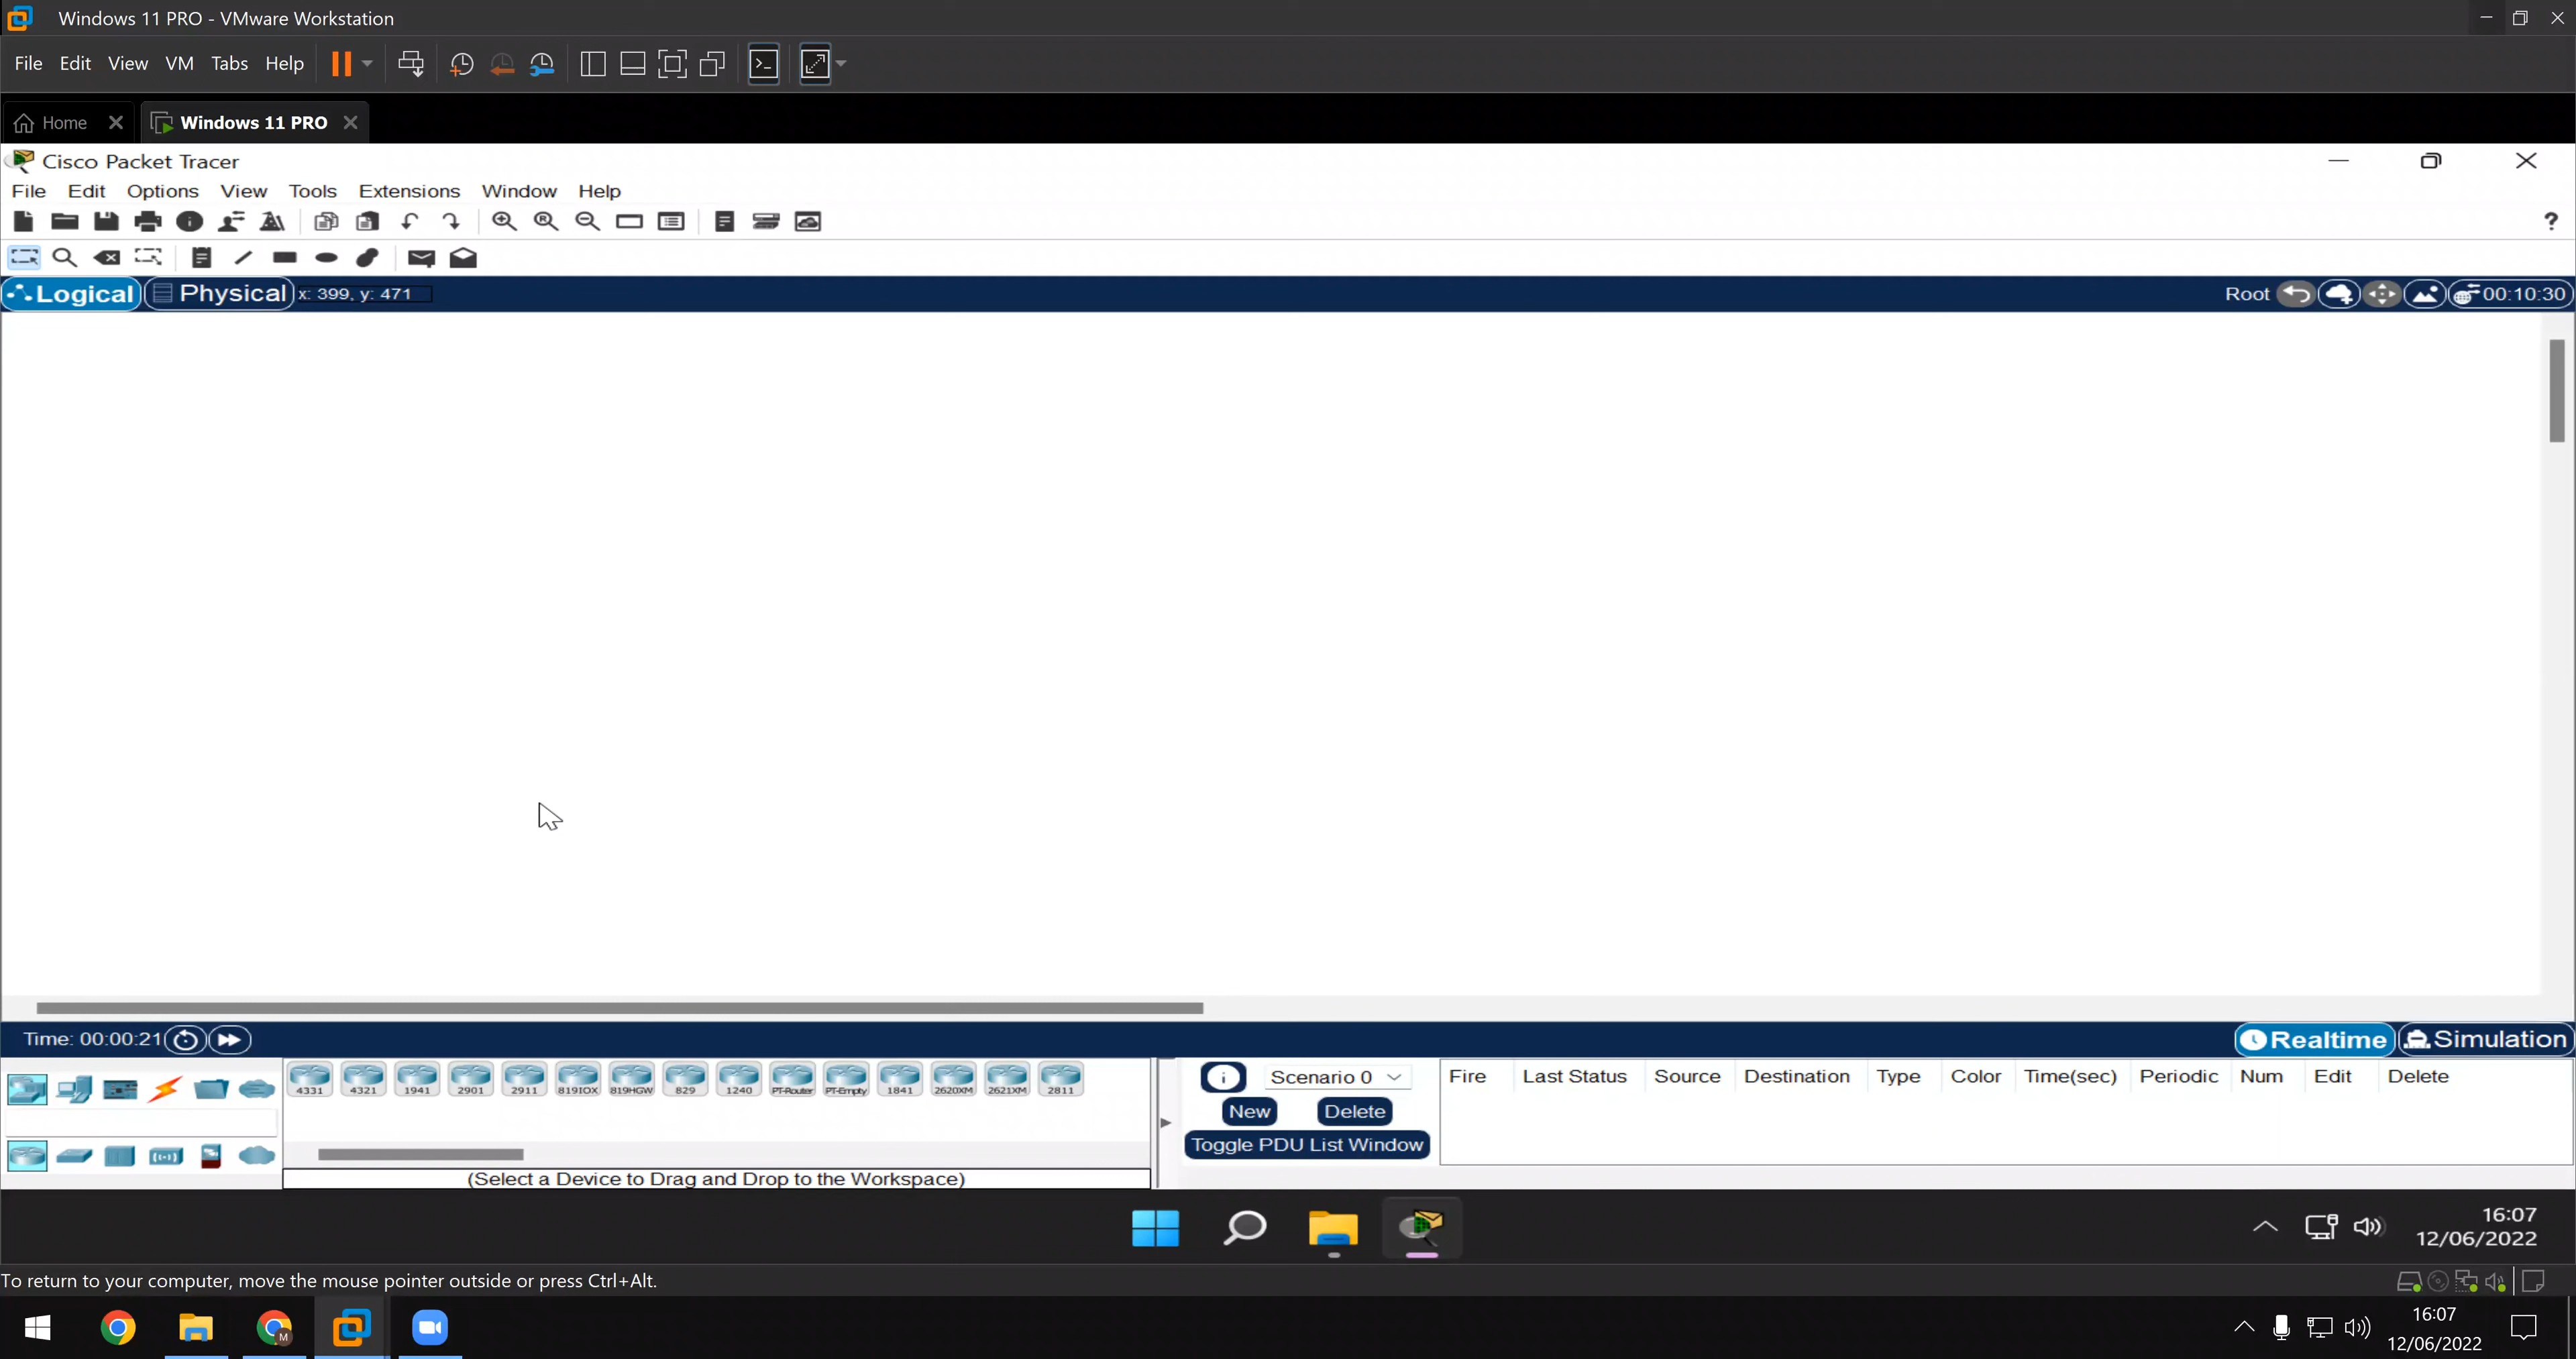 Windows 11 PRO - VMware Workstation
File Edit View VM Tabs Help
Home Windows 11 PRO
Cisco Packet Tracer
File Edit Options View Tools Extensions Window Help
?
Logical Physical x: 399, y: 471 Root 00:10:30
Time: 00:00:21 Realtime Simulation
4331 4321 1941 2901 2911 819IOX 819HGW 829 1240 PT-Router PT-Empty 1841 2620XM 2621XM 2811
Scenario 0 Fire Last Status Source Destination Type Color Time(sec) Periodic Num Edit Delete
New Delete
Toggle PDU List Window
(Select a Device to Drag and Drop to the Workspace)
16:07
12/06/2022
To return to your computer, move the mouse pointer outside or press Ctrl+Alt.
M
16:07
12/06/2022